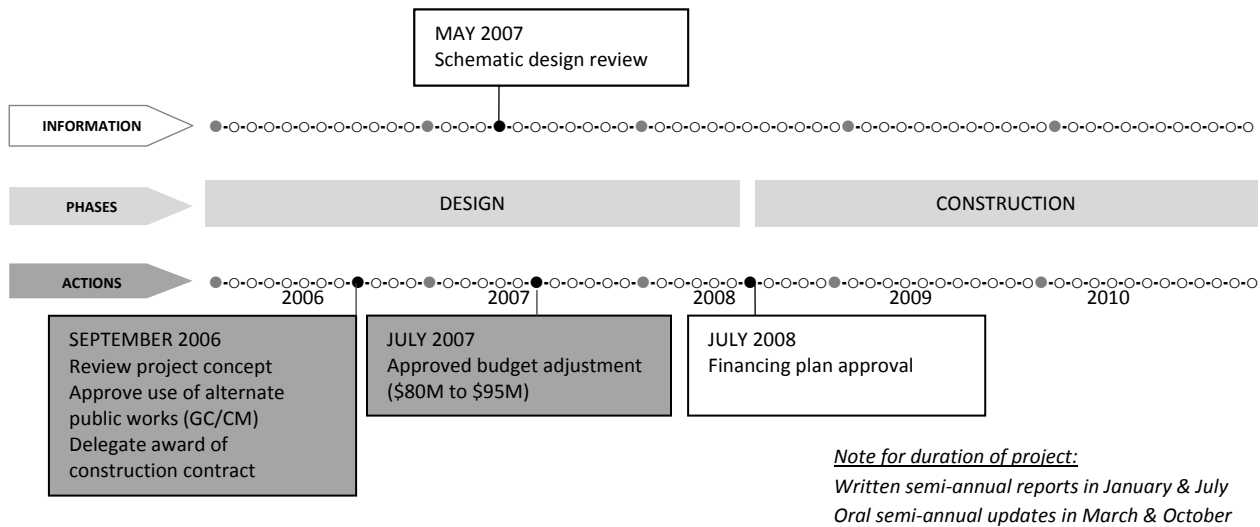 MAY 2007
Schematic design review
INFORMATION
PHASES
DESIGN
CONSTRUCTION
ACTIONS
2006
2007
2008
2009
2010
SEPTEMBER 2006
Review project concept
Approve use of alternate
public works (GC/CM)
Delegate award of
construction contract
JULY 2007
Approved budget adjustment
($80M to $95M)
JULY 2008
Financing plan approval
Note for duration of project:
Written semi-annual reports in January & July
Oral semi-annual updates in March & October